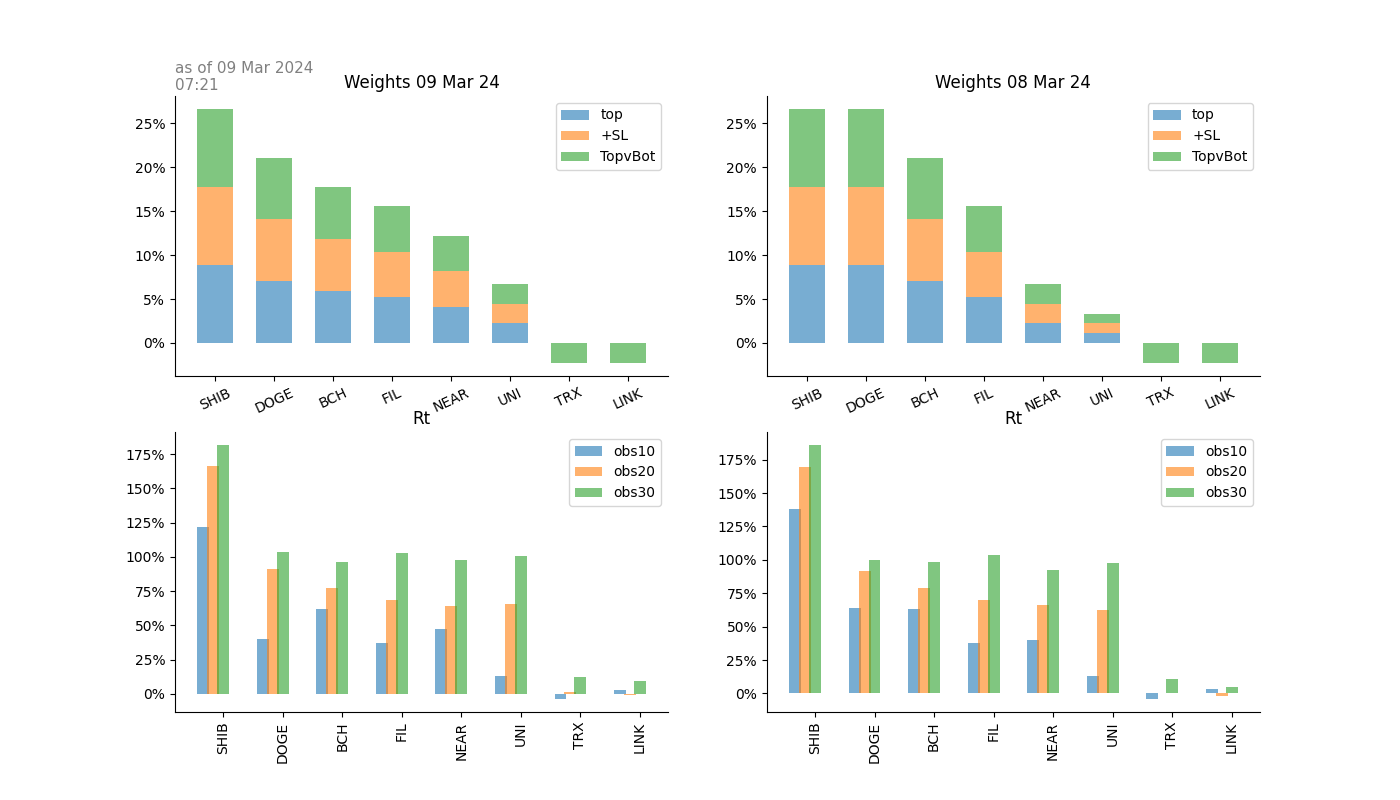 as of 09 Mar 2024
07:21
Weights 09 Mar 24
25%
20%
15%
10%
5%
0%
top
+SL
TopvBot
SHIB
DOGE
BCH
FIL
NEAR
UNI
TRX
LINK
Weights 08 Mar 24
25%
20%
15%
10%
5%
0%
top
+SL
TopvBot
SHIB
DOGE
BCH
FIL
NEAR
UNI
TRX
LINK
Rt
175%
150%
125%
100%
75%
50%
25%
0%
obs10
obs20
obs30
SHIB
DOGE
BCH
FIL
NEAR
UNI
TRX
LINK
Rt
175%
150%
125%
100%
75%
50%
25%
0%
obs10
obs20
obs30
SHIB
DOGE
BCH
FIL
NEAR
UNI
TRX
LINK